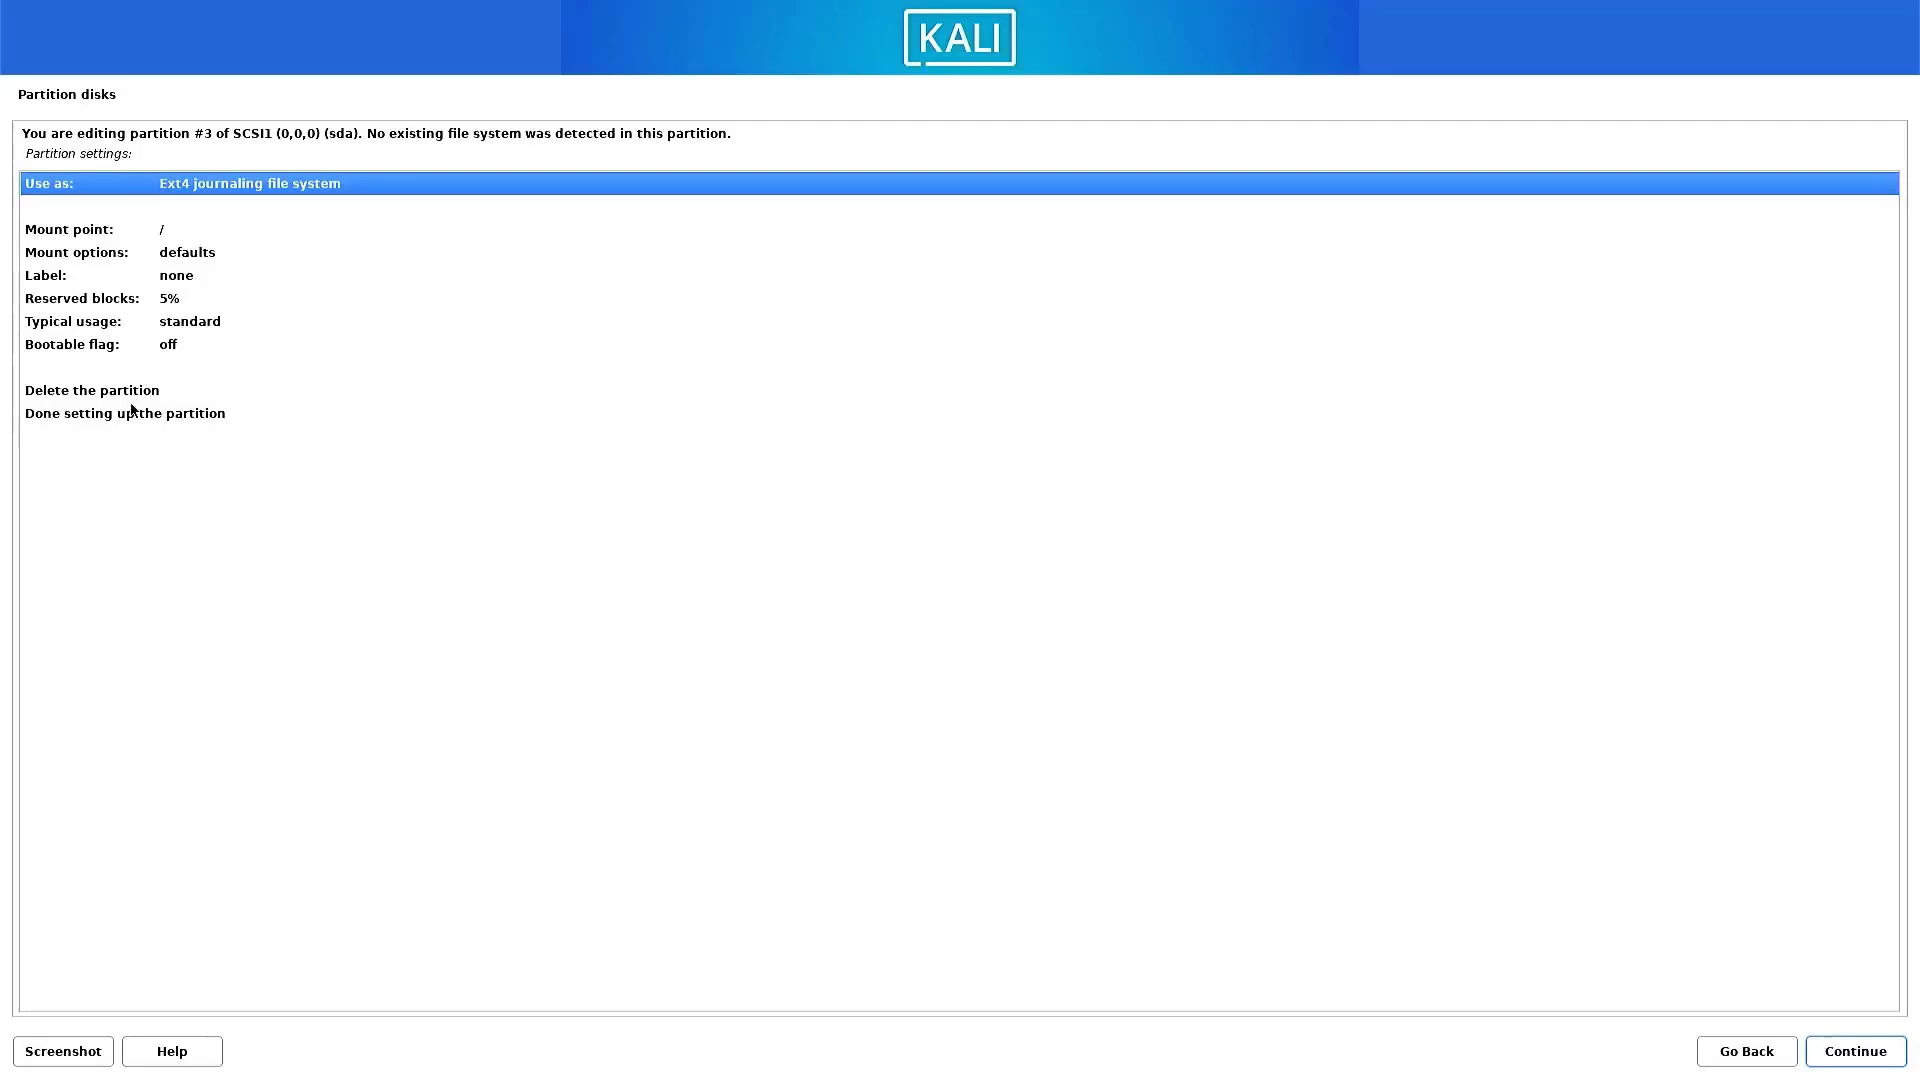 KALI
Partition disks
You are editing partition #3 of SCSI1 (0,0,0) (sda). No existing file system was detected in this partition.
Partition settings:
Use as: Ext4 journaling file system
Mount point: /
Mount options: defaults
Label: none
Reserved blocks: 5%
Typical usage: standard
Bootable flag: off
Delete the partition
Done setting up the partition
Screenshot Help Go Back Continue